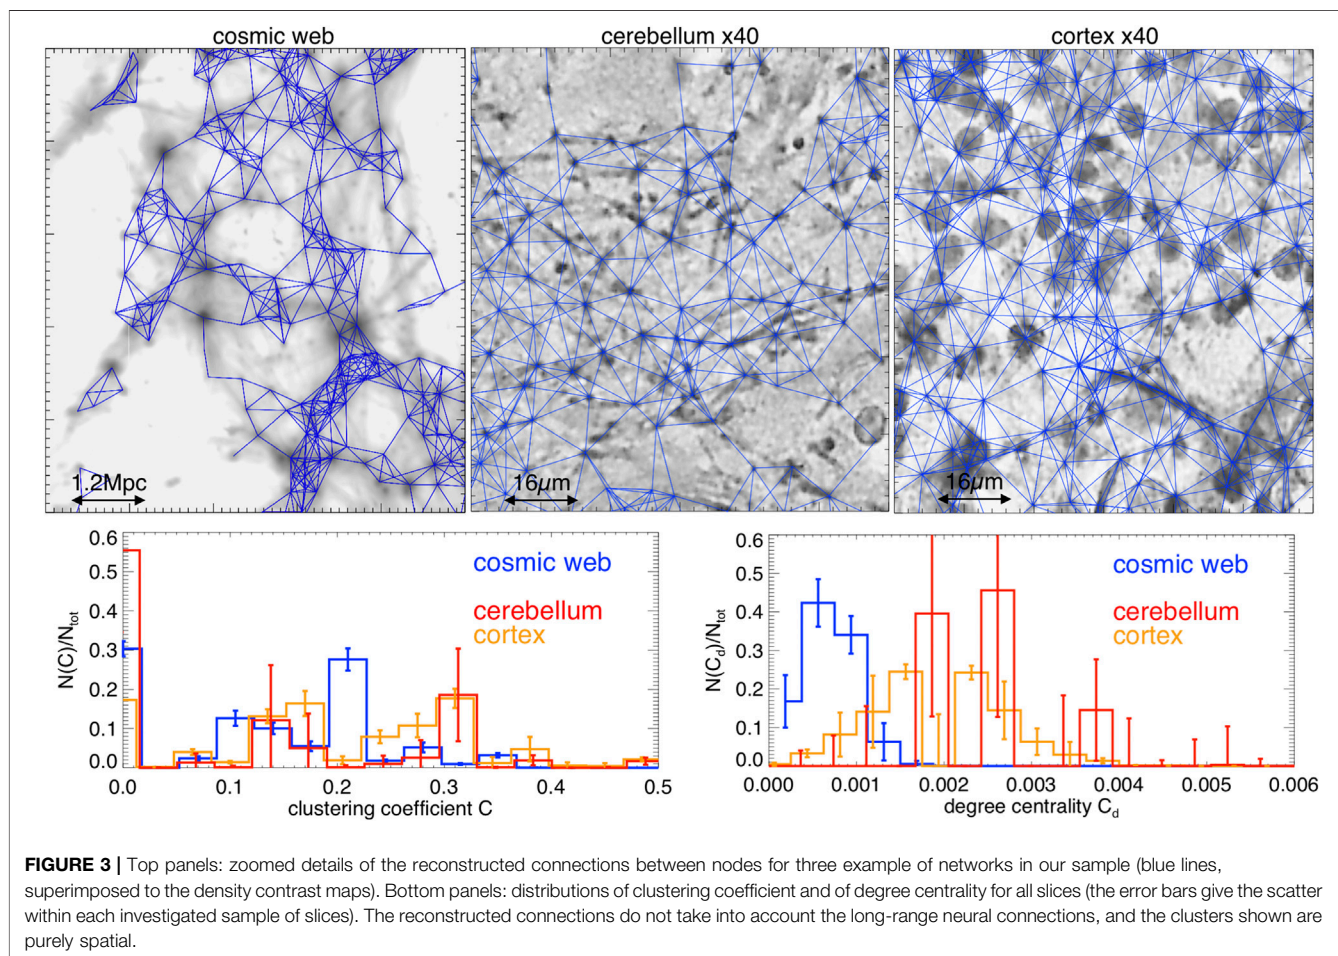 cosmic web
cerebellum x40
cortex x40
1.2Mpc
16μm
16μm
0.6
0.5
0.4
0.3
0.2
0.1
0.0
N(C)/Ntot
cosmic web
cerebellum
cortex
0.0 0.1 0.2 0.3 0.4 0.5
clustering coefficient C
0.6
0.5
0.4
0.3
0.2
0.1
0.0
N(Cd)/Ntot
cosmic web
cerebellum
cortex
0.000 0.001 0.002 0.003 0.004 0.005 0.006
degree centrality Cd
FIGURE 3 | Top panels: zoomed details of the reconstructed connections between nodes for three example of networks in our sample (blue lines,
superimposed to the density contrast maps). Bottom panels: distributions of clustering coefficient and of degree centrality for all slices (the error bars give the scatter
within each investigated sample of slices). The reconstructed connections do not take into account the long-range neural connections, and the clusters shown are
purely spatial.